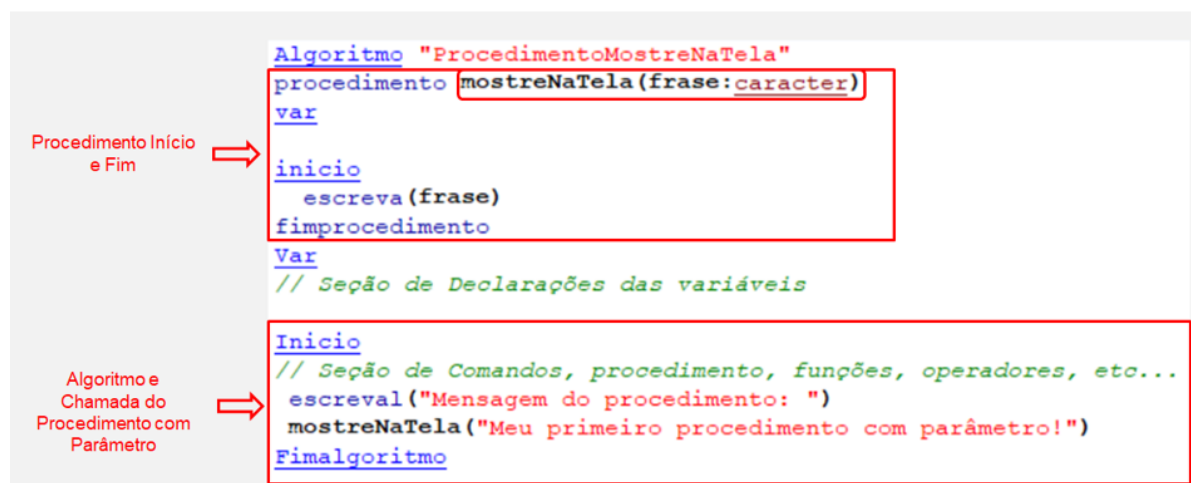 Algoritmo "ProcedimentoMostreNaTela"
procedimento mostreNaTela(frase:caracter)
var
Procedimento Início
e Fim
inicio
escreva(frase)
fimprocedimento
Var
// Seção de Declarações das variáveis
Inicio
// Seção de Comandos, procedimento, funções, operadores, etc...
escreval("Mensagem do procedimento: ")
mostreNaTela("Meu primeiro procedimento com parâmetro!")
Fimalgoritmo
Algoritmo e
Chamada do
Procedimento com
Parâmetro